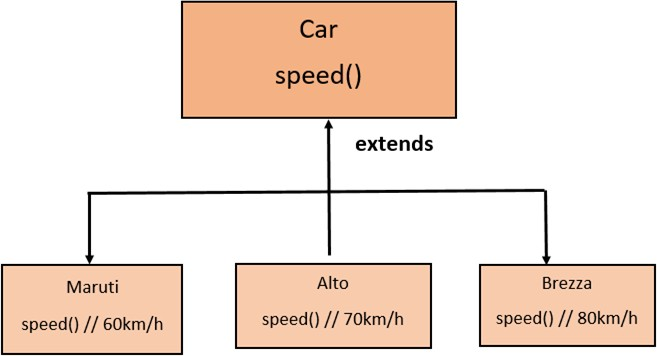 Car
speed()
extends
Maruti
speed() // 60km/h
Alto
speed() // 70km/h
Brezza
speed() // 80km/h